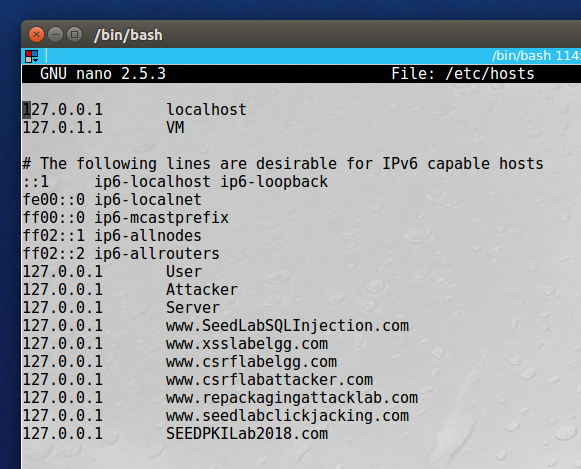 /bin/bash
/bin/bash 114
GNU nano 2.5.3 File: /etc/hosts
127.0.0.1 localhost
127.0.1.1 VM
# The following lines are desirable for IPv6 capable hosts
::1 ip6-localhost ip6-loopback
fe00::0 ip6-localnet
ff00::0 ip6-mcastprefix
ff02::1 ip6-allnodes
ff02::2 ip6-allrouters
127.0.0.1 User
127.0.0.1 Attacker
127.0.0.1 Server
127.0.0.1 www.SeedLabSQLInjection.com
127.0.0.1 www.xsslabelgg.com
127.0.0.1 www.csrflabelgg.com
127.0.0.1 www.csrflabattacker.com
127.0.0.1 www.repackagingattacklab.com
127.0.0.1 www.seedlabclickjacking.com
127.0.0.1 SEEDPKILab2018.com